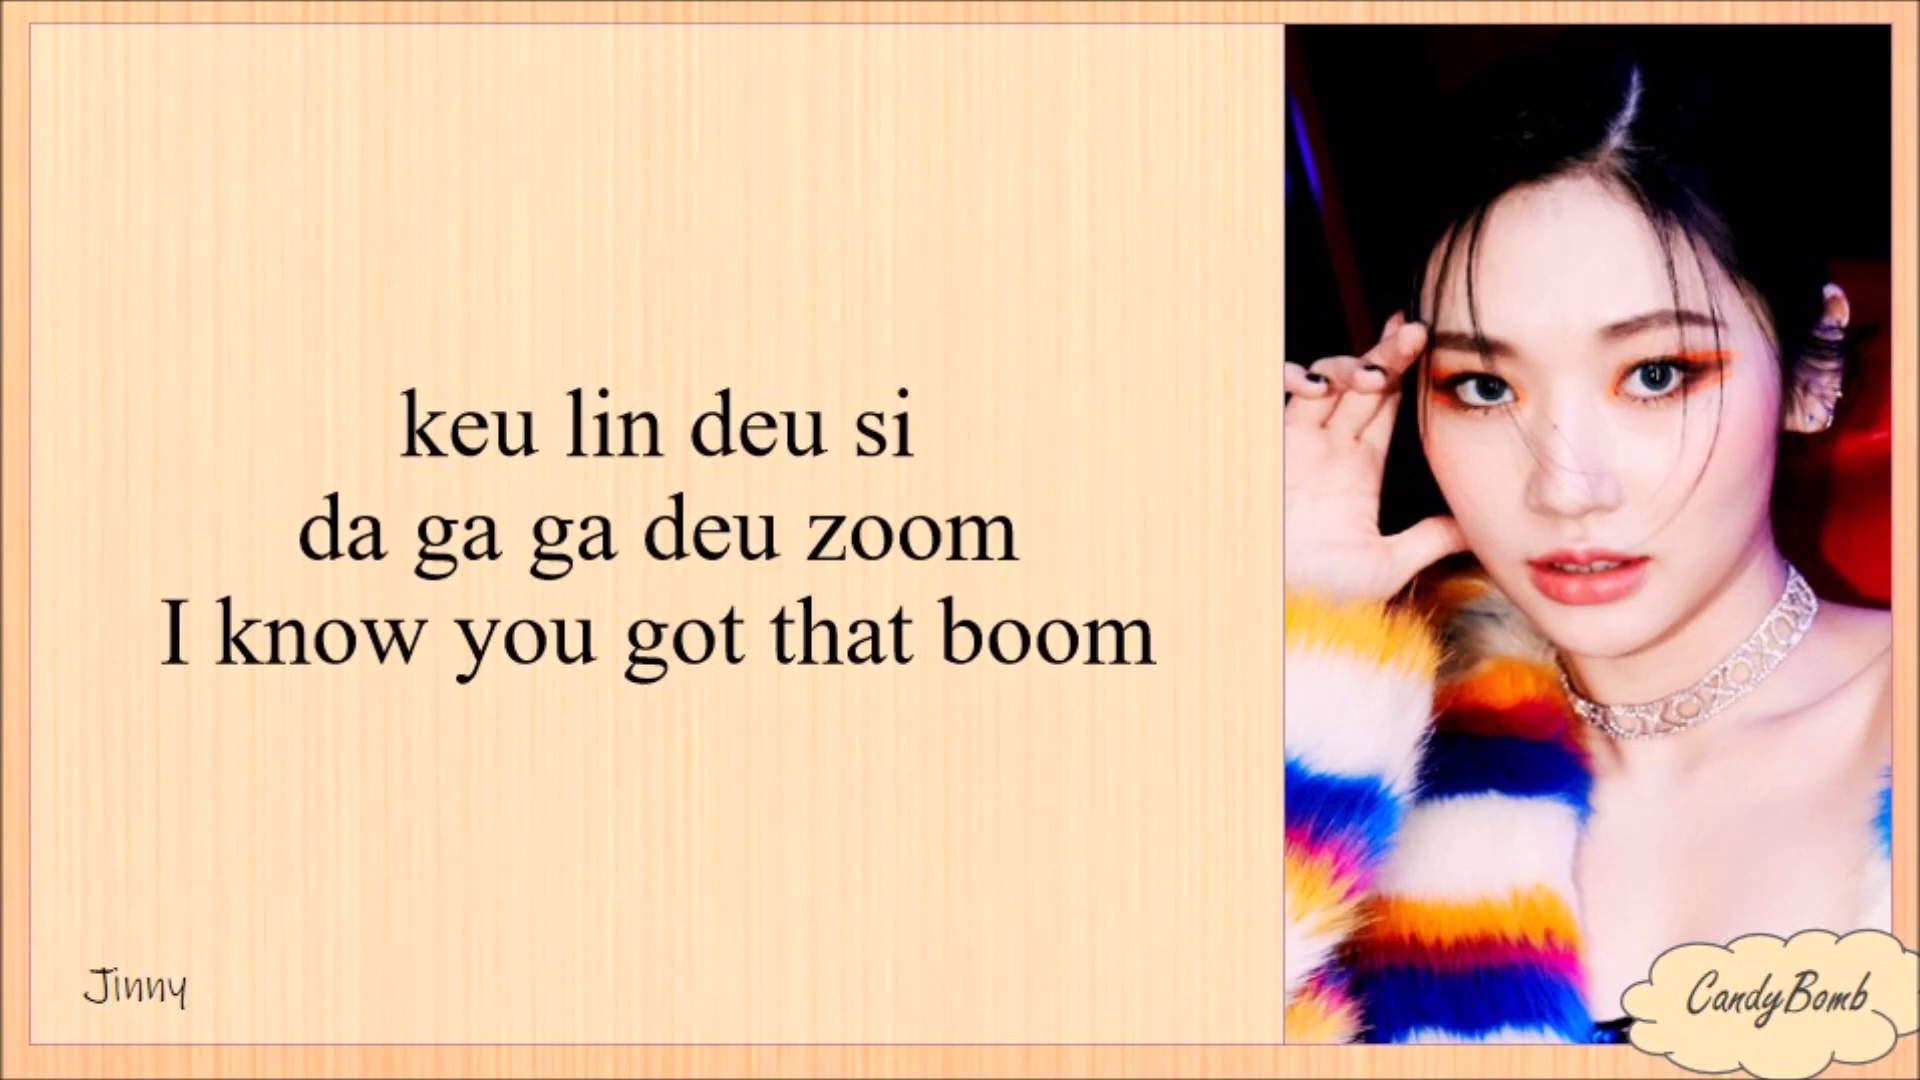 keu lin deu si
da ga ga deu zoom
I know you got that boom
Jinny
CandyBomb